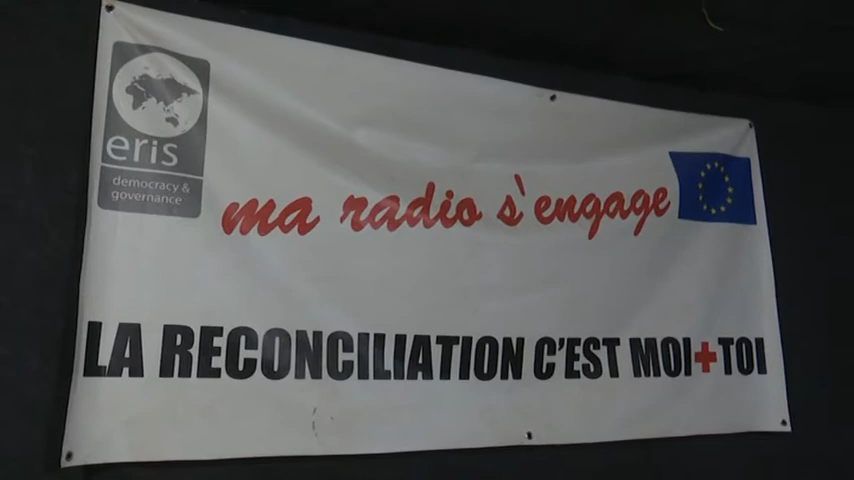 eris
democracy &
governance
ma radio s'engage
LA RECONCILIATION C'EST MOI+TOI